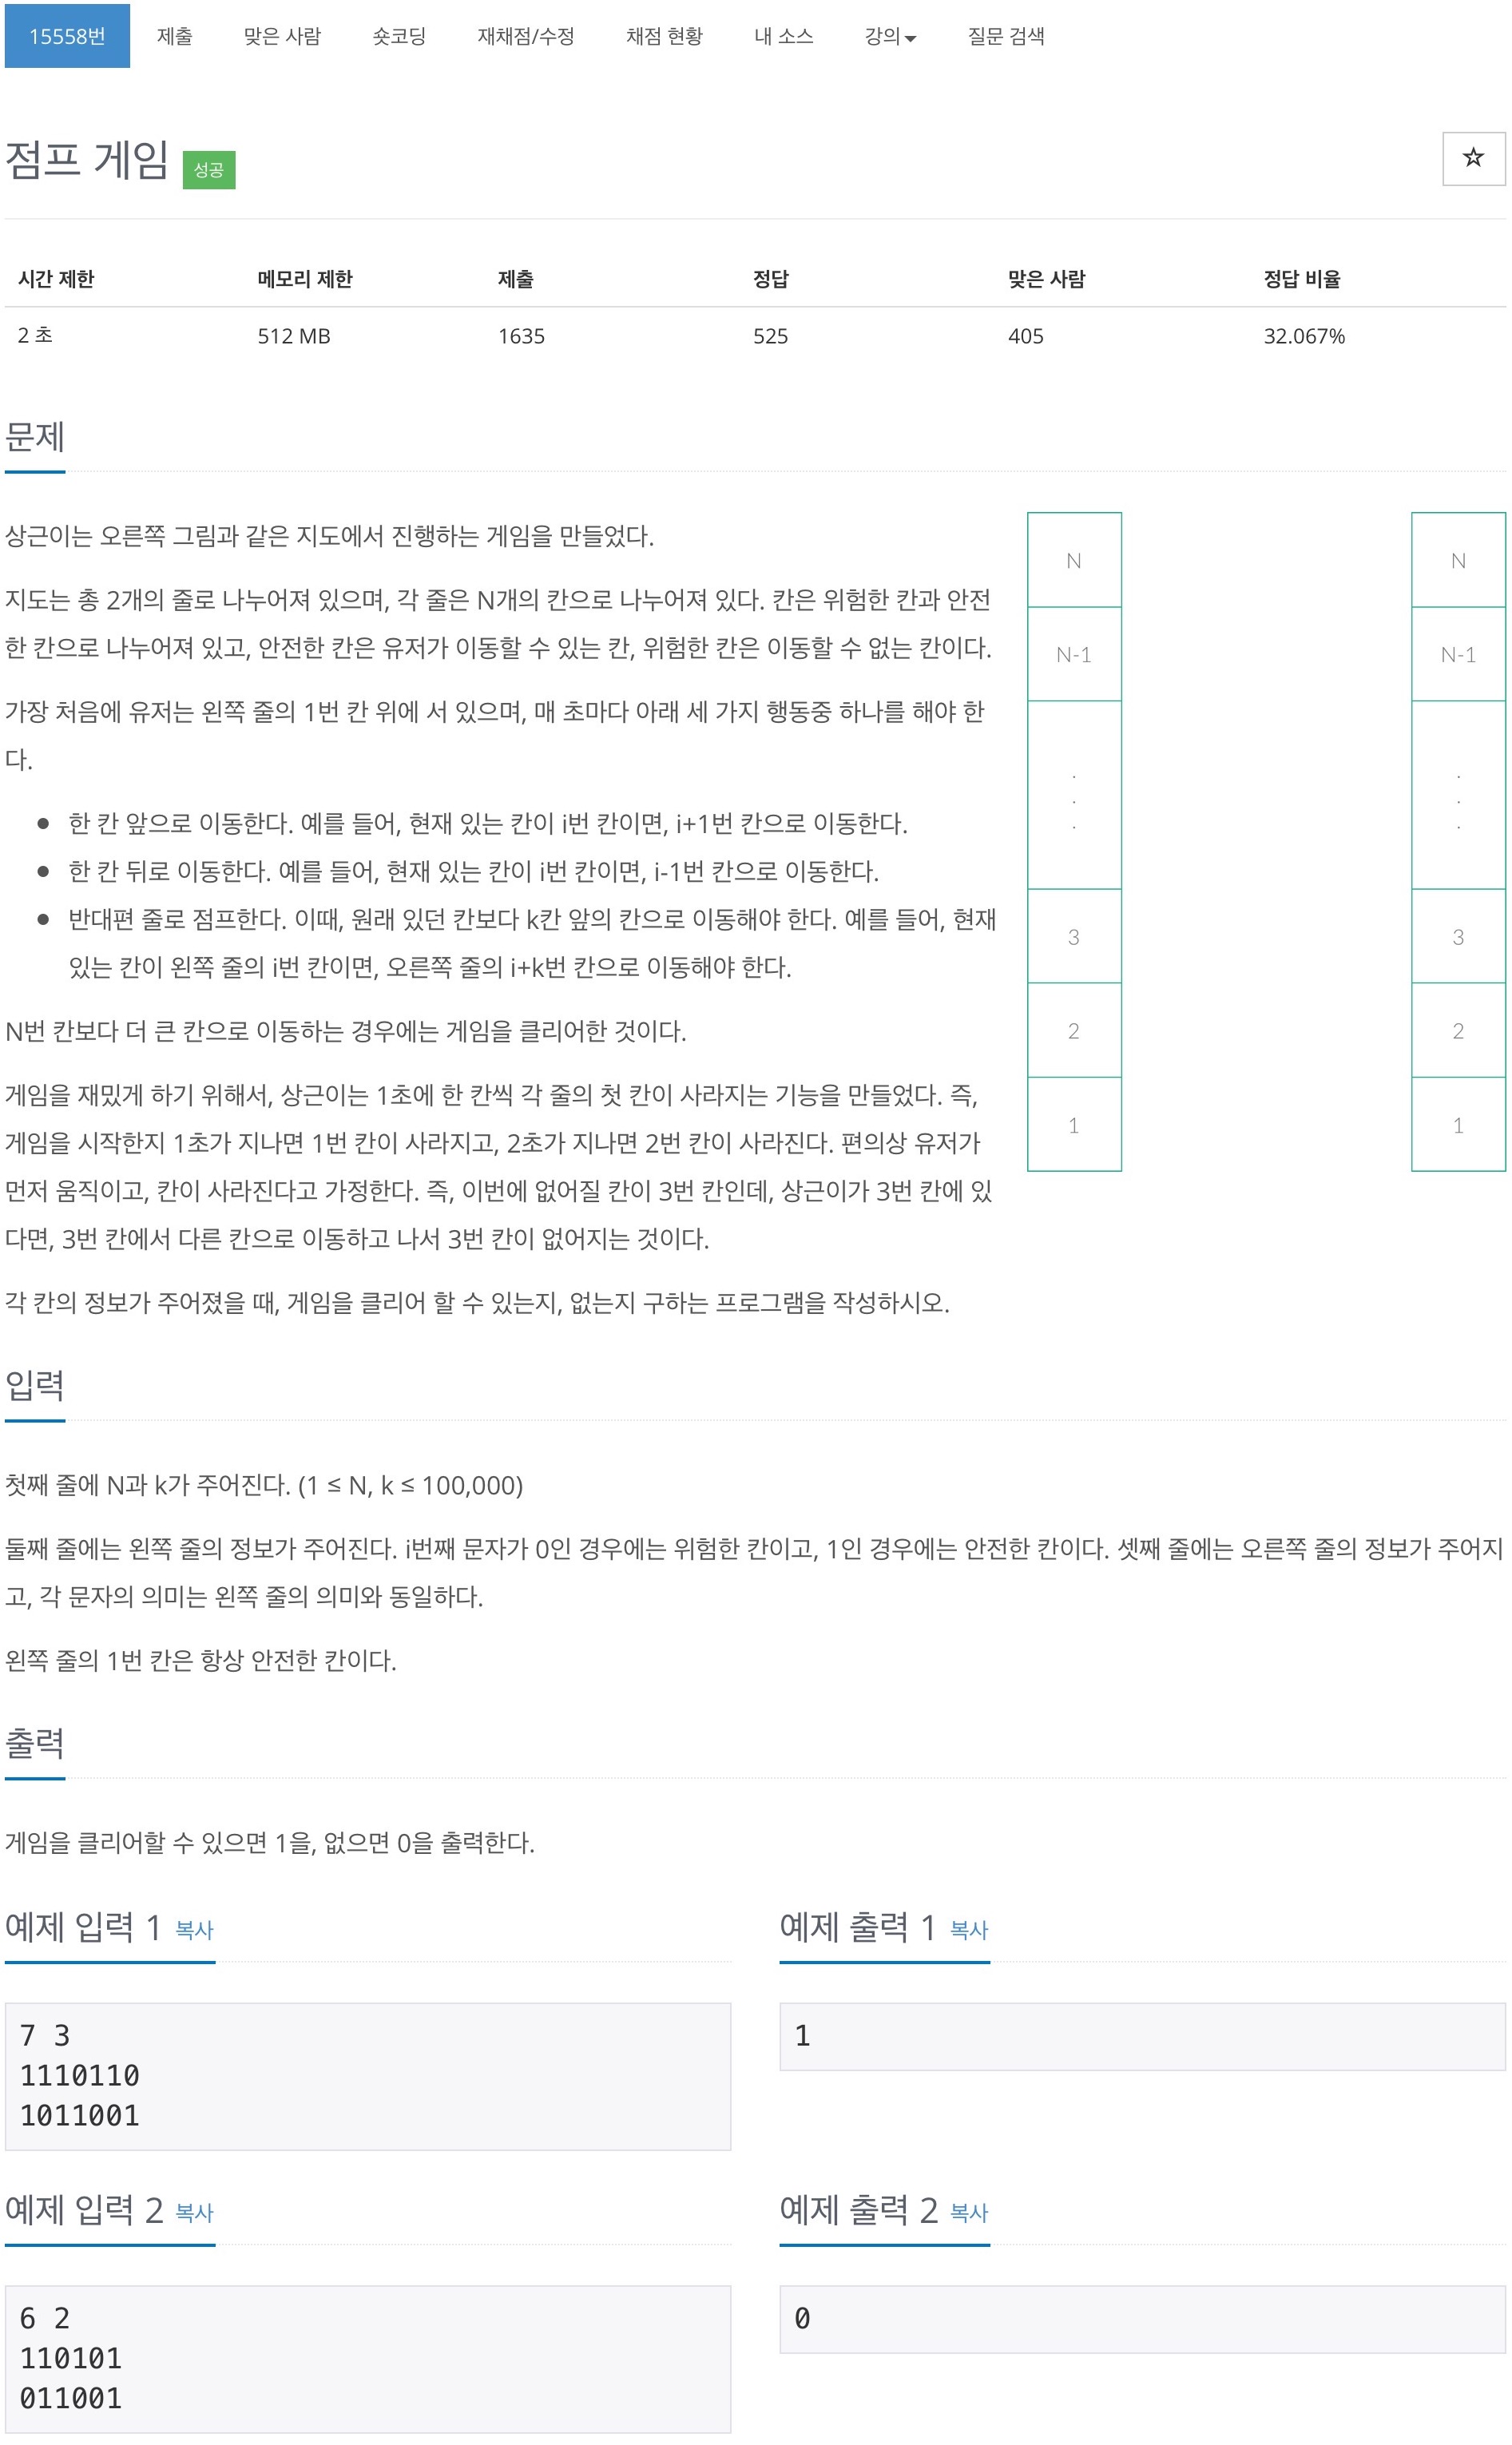 15558번 제출 맞은 사람 숏코딩 재채점/수정 채점 현황 내 소스 강의 질문 검색
점프 게임 성공
시간 제한 메모리 제한 제출 정답 맞은 사람 정답 비율
2 초 512 MB 1635 525 405 32.067%
문제
상근이는 오른쪽 그림과 같은 지도에서 진행하는 게임을 만들었다.
지도는 총 2개의 줄로 나누어져 있으며, 각 줄은 N개의 칸으로 나누어져 있다. 칸은 위험한 칸과 안전
한 칸으로 나누어져 있고, 안전한 칸은 유저가 이동할 수 있는 칸, 위험한 칸은 이동할 수 없는 칸이다.
가장 처음에 유저는 왼쪽 줄의 1번 칸 위에 서 있으며, 매 초마다 아래 세 가지 행동중 하나를 해야 한
다.
• 한 칸 앞으로 이동한다. 예를 들어, 현재 있는 칸이 i번 칸이면, i+1번 칸으로 이동한다.
• 한 칸 뒤로 이동한다. 예를 들어, 현재 있는 칸이 i번 칸이면, i-1번 칸으로 이동한다.
• 반대편 줄로 점프한다. 이때, 원래 있던 칸보다 k칸 앞의 칸으로 이동해야 한다. 예를 들어, 현재
있는 칸이 왼쪽 줄의 i번 칸이면, 오른쪽 줄의 i+k번 칸으로 이동해야 한다.
N번 칸보다 더 큰 칸으로 이동하는 경우에는 게임을 클리어한 것이다.
게임을 재밌게 하기 위해서, 상근이는 1초에 한 칸씩 각 줄의 첫 칸이 사라지는 기능을 만들었다. 즉,
게임을 시작한지 1초가 지나면 1번 칸이 사라지고, 2초가 지나면 2번 칸이 사라진다. 편의상 유저가
먼저 움직이고, 칸이 사라진다고 가정한다. 즉, 이번에 없어질 칸이 3번 칸인데, 상근이가 3번 칸에 있
다면, 3번 칸에서 다른 칸으로 이동하고 나서 3번 칸이 없어지는 것이다.
각 칸의 정보가 주어졌을 때, 게임을 클리어 할 수 있는지, 없는지 구하는 프로그램을 작성하시오.
N N
N-1 N-1
. .
. .
. .
3 3
2 2
1 1
입력
첫째 줄에 N과 k가 주어진다. (1 ≤ N, k ≤ 100,000)
둘째 줄에는 왼쪽 줄의 정보가 주어진다. i번째 문자가 0인 경우에는 위험한 칸이고, 1인 경우에는 안전한 칸이다. 셋째 줄에는 오른쪽 줄의 정보가 주어지
고, 각 문자의 의미는 왼쪽 줄의 의미와 동일하다.
왼쪽 줄의 1번 칸은 항상 안전한 칸이다.
출력
게임을 클리어할 수 있으면 1을, 없으면 0을 출력한다.
예제 입력 1 복사
7 3
1110110
1011001
예제 출력 1 복사
1
예제 입력 2 복사
6 2
110101
011001
예제 출력 2 복사
0